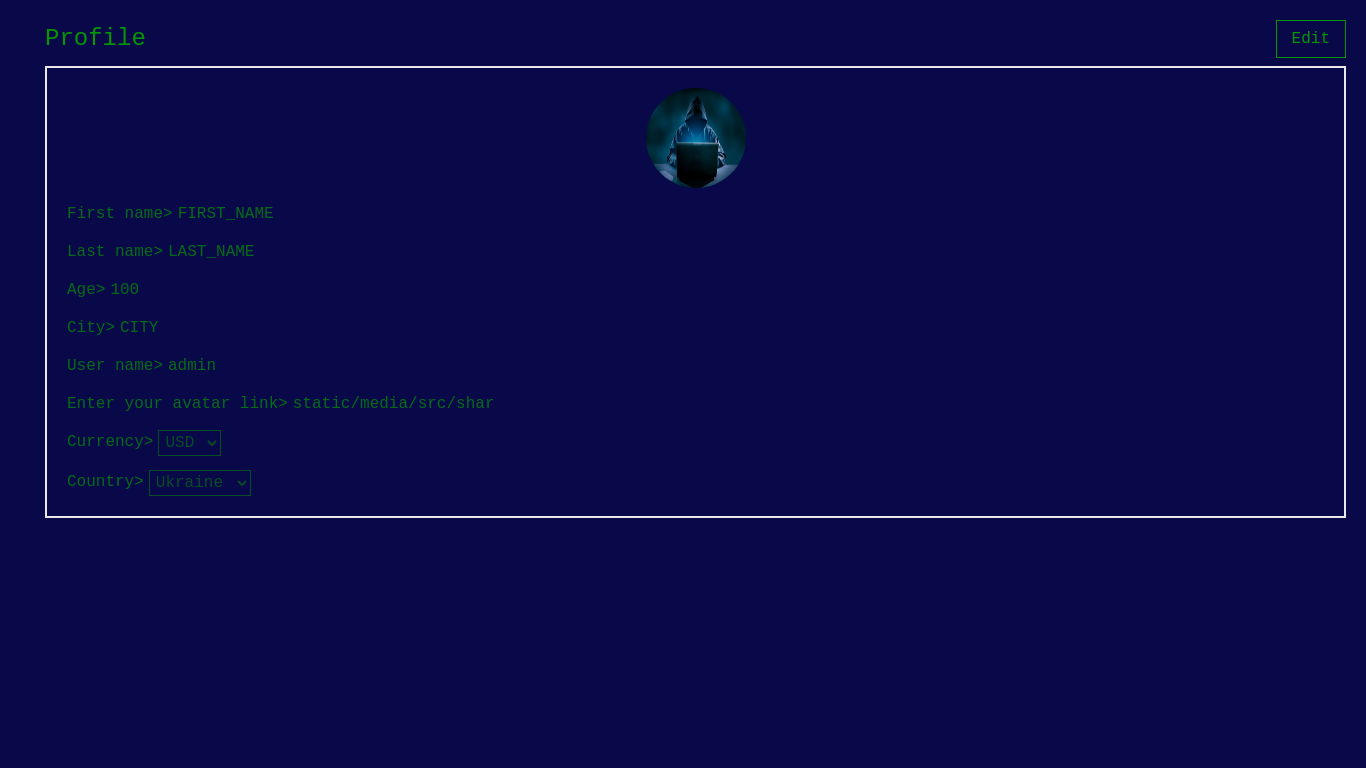 Profile
Edit
First name> FIRST_NAME
Last name> LAST_NAME
Age> 100
City> CITY
User name> admin
Enter your avatar link> static/media/src/shar
Currency> USD
Country> Ukraine